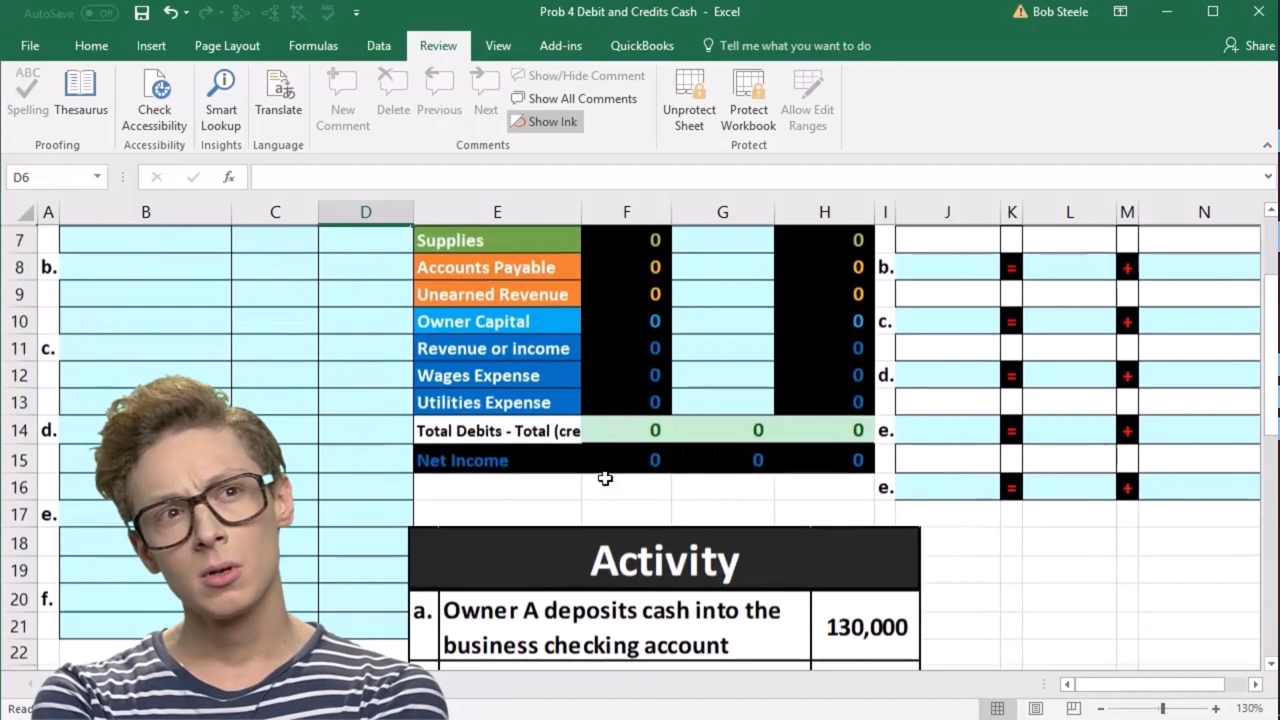 AutoSave Off
Prob 4 Debit and Credits Cash - Excel
Bob Steele
File Home Insert Page Layout Formulas Data Review View Add-ins QuickBooks Tell me what you want to do Share
ABC
Spelling Thesaurus
Check Accessibility
Smart Lookup
Translate
New Comment
Delete Previous Next
Show/Hide Comment
Show All Comments
Show Ink
Unprotect Sheet
Protect Workbook
Allow Edit Ranges
Proofing Accessibility Insights Language Comments Protect
D6 fx
A B C D E F G H I J K L M N
7 Supplies 0 0
8 b. Accounts Payable 0 0 b. = +
9 Unearned Revenue 0 0
10 Owner Capital 0 0 c. = +
11 c. Revenue or income 0 0
12 Wages Expense 0 0 d. = +
13 Utilities Expense 0 0
14 d. Total Debits - Total (cre 0 0 0 e. = +
15 Net Income 0 0 0
16 e. = +
17 e.
18
19
20 f.
21
22
Activity
a. Owner A deposits cash into the
business checking account
130,000
130%